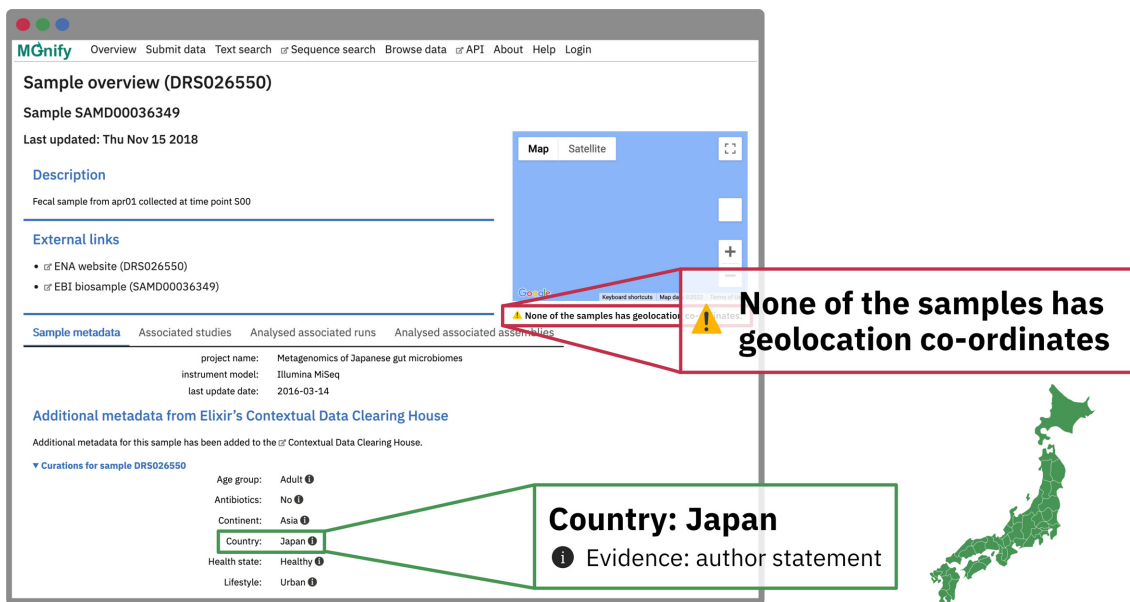 MGnify Overview Submit data Text search Sequence search Browse data API About Help Login
Sample overview (DRS026550)
Sample SAMD00036349
Last updated: Thu Nov 15 2018
Map Satellite
Description
Fecal sample from apr01 collected at time point S00
External links
• ENA website (DRS026550)
• EBI biosample (SAMD00036349)
+
−
Google
Keyboard shortcuts Map data Terms of
None of the samples has geolocation co-ordinates.
None of the samples has
geolocation co-ordinates
Sample metadata Associated studies Analysed associated runs Analysed associated assemblies
project name: Metagenomics of Japanese gut microbiomes
instrument model: Illumina MiSeq
last update date: 2016-03-14
Additional metadata from Elixir's Contextual Data Clearing House
Additional metadata for this sample has been added to the Contextual Data Clearing House.
▾ Curations for sample DRS026550
Age group: Adult
Antibiotics: No
Continent: Asia
Country: Japan
Health state: Healthy
Lifestyle: Urban
Country: Japan
Evidence: author statement